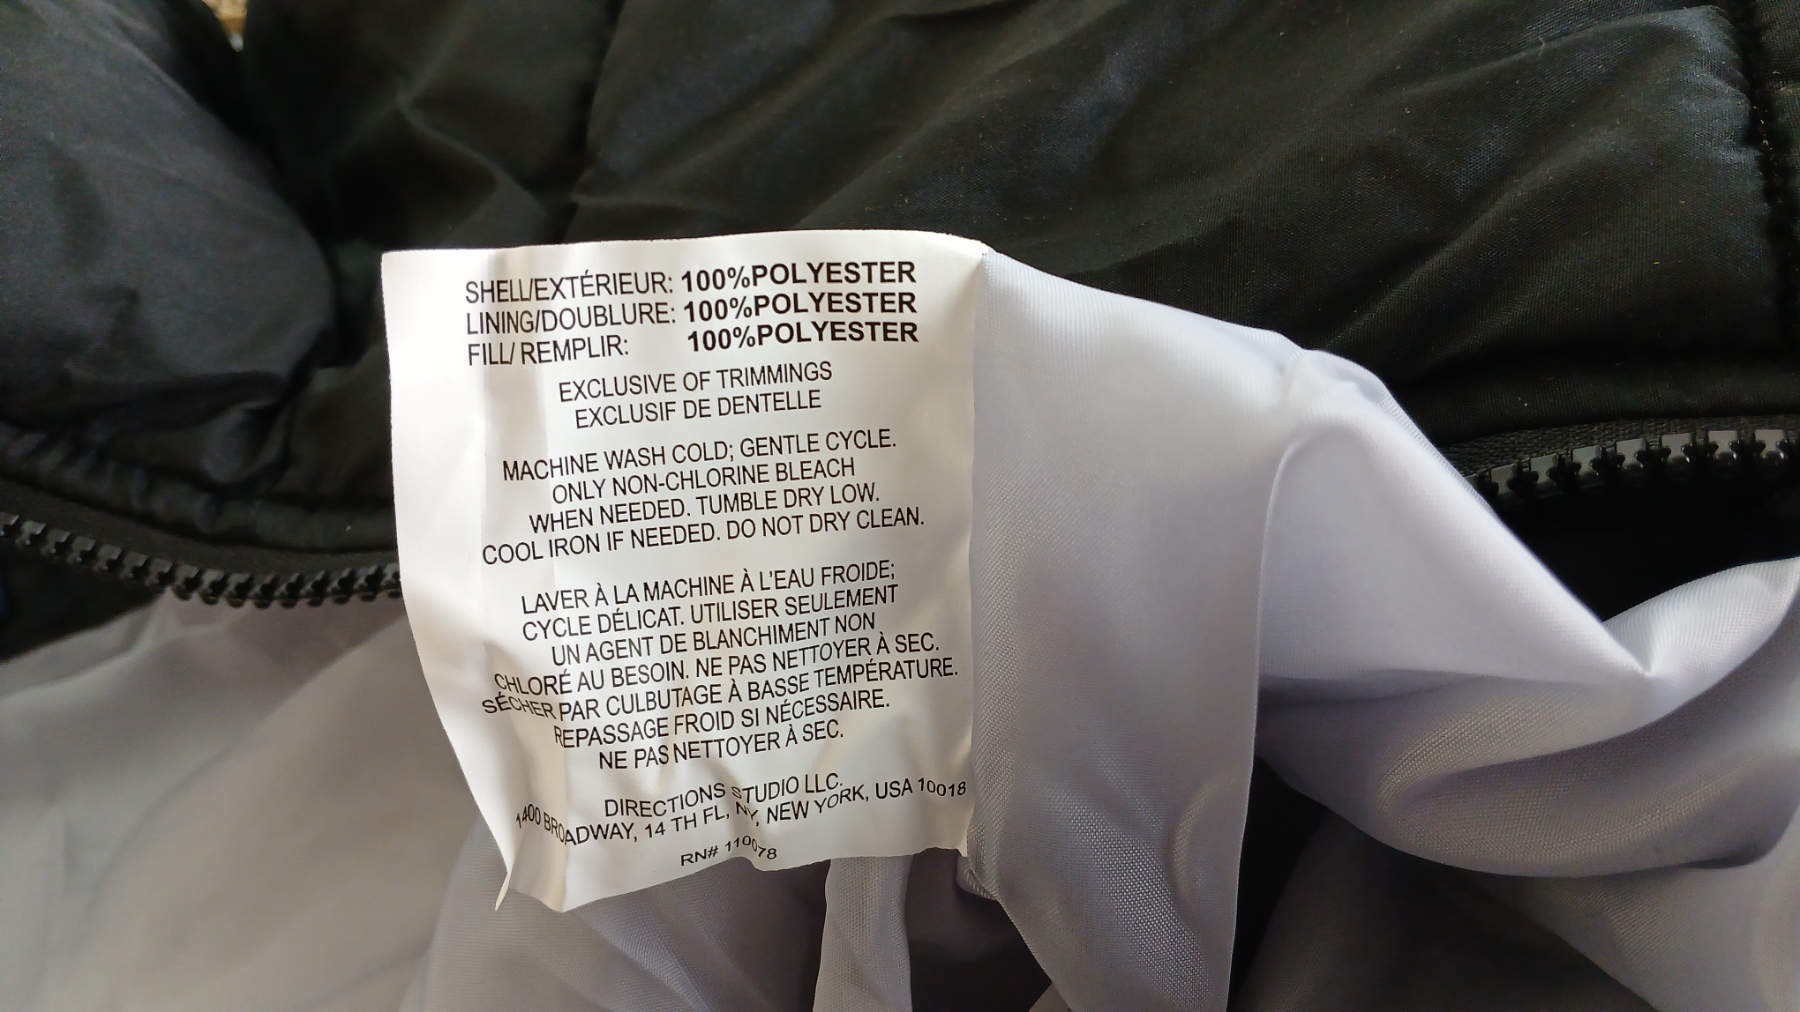 SHELL/EXTÉRIEUR: 100%POLYESTER
LINING/DOUBLURE: 100%POLYESTER
FILL/ REMPLIR: 100%POLYESTER
EXCLUSIVE OF TRIMMINGS
EXCLUSIF DE DENTELLE
MACHINE WASH COLD; GENTLE CYCLE.
ONLY NON-CHLORINE BLEACH
WHEN NEEDED. TUMBLE DRY LOW.
COOL IRON IF NEEDED. DO NOT DRY CLEAN.
LAVER À LA MACHINE À L'EAU FROIDE;
CYCLE DÉLICAT. UTILISER SEULEMENT
UN AGENT DE BLANCHIMENT NON
CHLORÉ AU BESOIN. NE PAS NETTOYER À SEC.
SÉCHER PAR CULBUTAGE À BASSE TEMPÉRATURE.
REPASSAGE FROID SI NÉCESSAIRE.
NE PAS NETTOYER À SEC.
DIRECTIONS STUDIO LLC.
1400 BROADWAY, 14 TH FL, NY, NEW YORK, USA 10018
RN# 110078